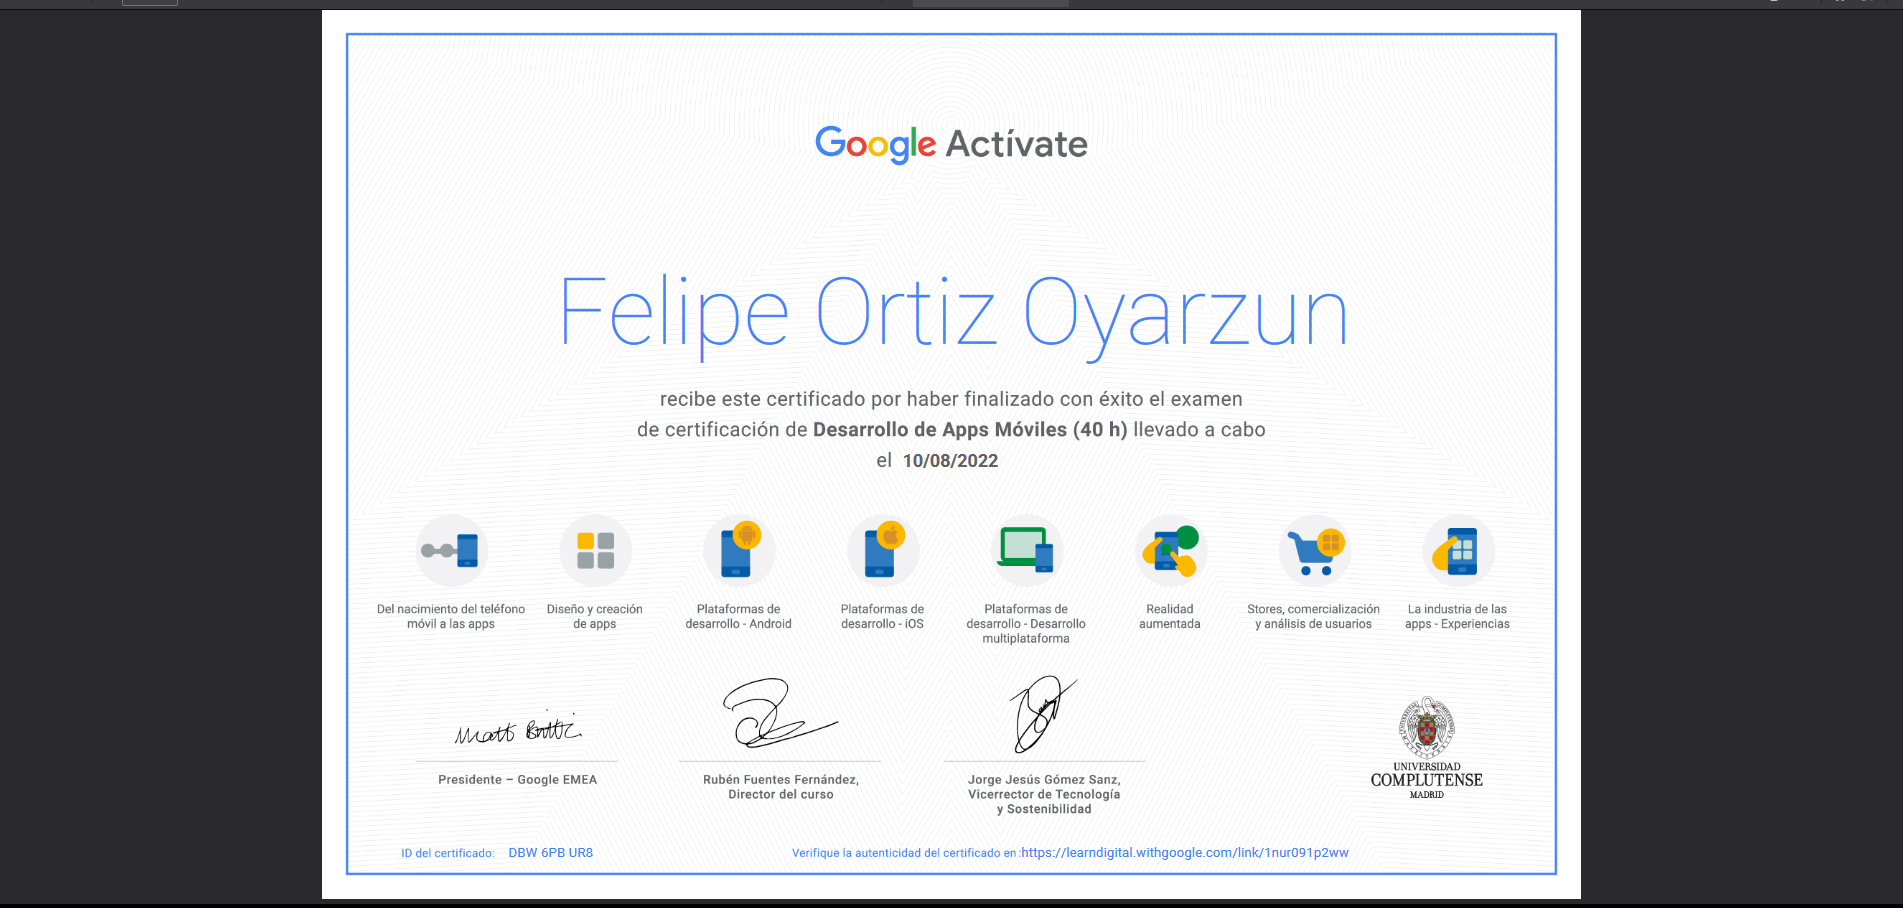 Google Actívate
Felipe Ortiz Oyarzun
recibe este certificado por haber finalizado con éxito el examen
de certificación de Desarrollo de Apps Móviles (40 h) llevado a cabo
el 10/08/2022
Del nacimiento del teléfono
móvil a las apps
Diseño y creación
de apps
Plataformas de
desarrollo - Android
Plataformas de
desarrollo - iOS
Plataformas de
desarrollo - Desarrollo
multiplataforma
Realidad
aumentada
Stores, comercialización
y análisis de usuarios
La industria de las
apps - Experiencias
Presidente – Google EMEA
Rubén Fuentes Fernández,
Director del curso
Jorge Jesús Gómez Sanz,
Vicerrector de Tecnología
y Sostenibilidad
UNIVERSIDAD
COMPLUTENSE
MADRID
ID del certificado: DBW 6PB UR8
Verifique la autenticidad del certificado en:https://learndigital.withgoogle.com/link/1nur091p2ww